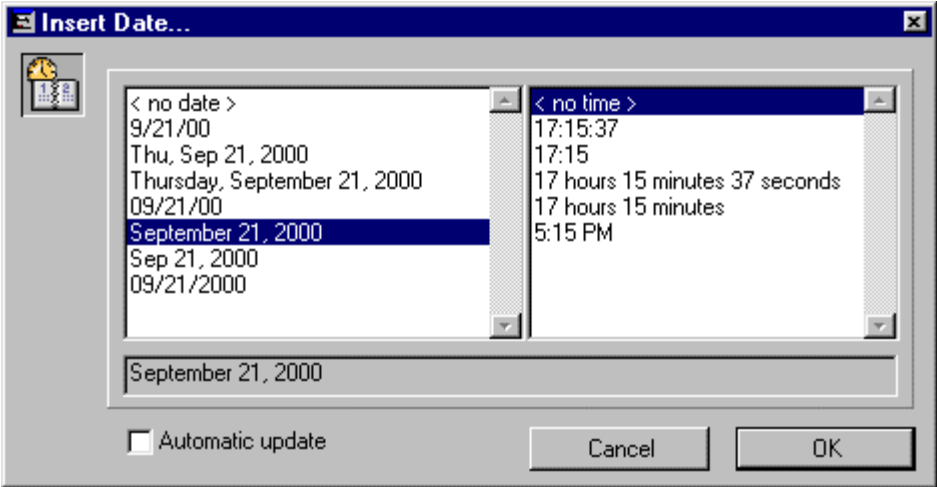 Insert Date...
< no date >
9/21/00
Thu, Sep 21, 2000
Thursday, September 21, 2000
09/21/00
September 21, 2000
Sep 21, 2000
09/21/2000
< no time >
17:15:37
17:15
17 hours 15 minutes 37 seconds
17 hours 15 minutes
5:15 PM
September 21, 2000
Automatic update
Cancel
OK